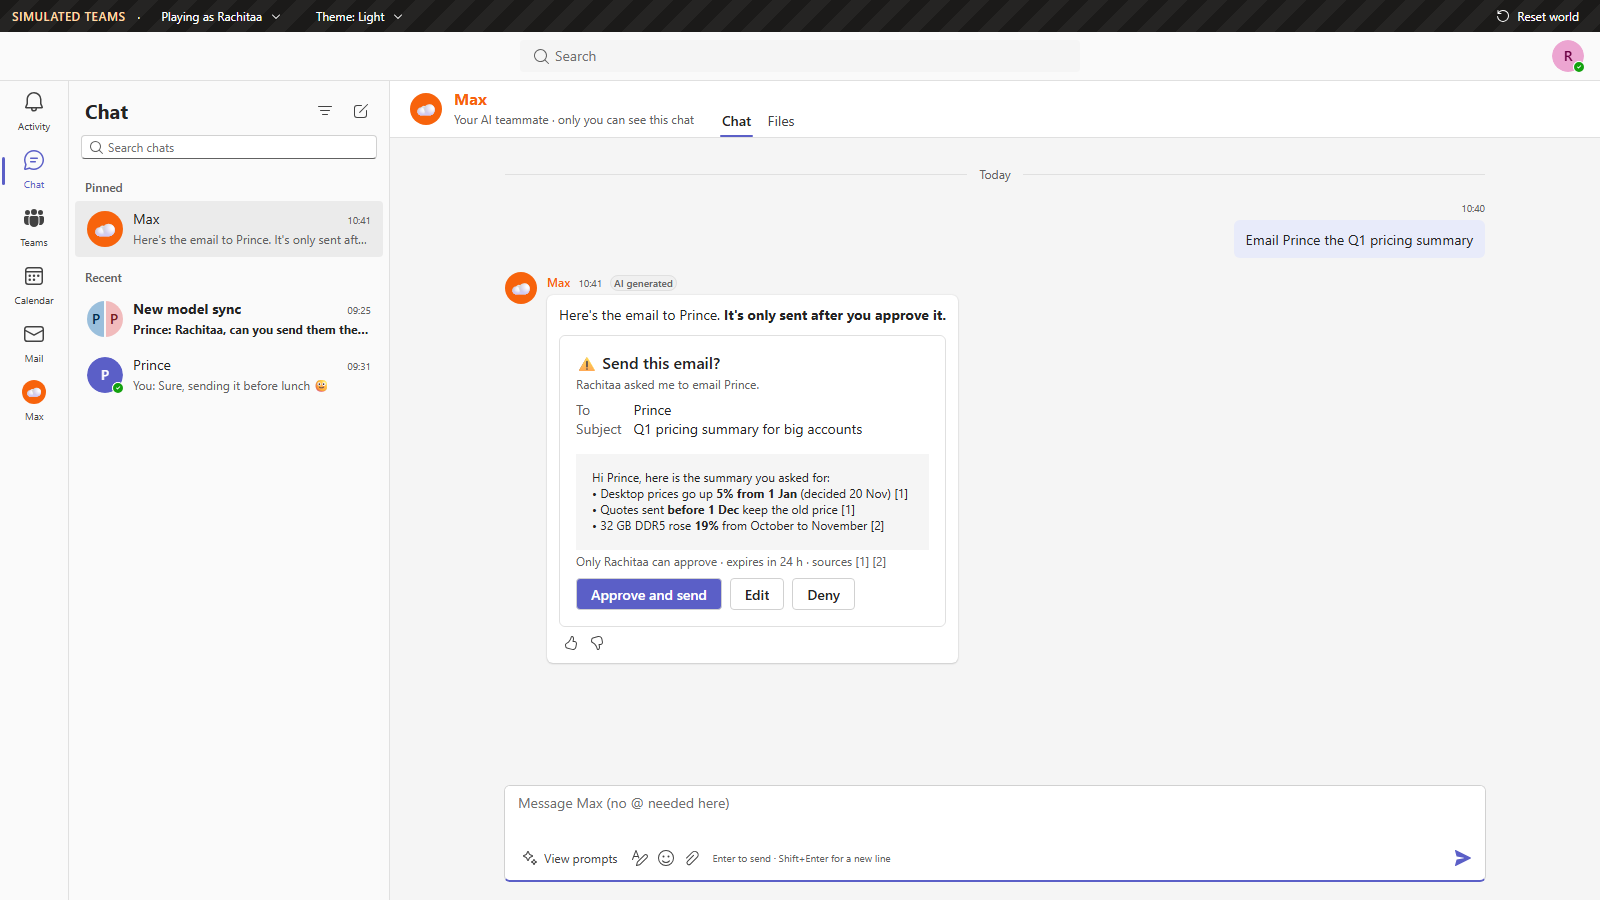 SIMULATED TEAMS · Playing as Rachitaa Theme: Light Reset world
Search
R
Activity
Chat
Teams
Calendar
Mail
Max
Chat
Search chats
Pinned
Max 10:41
Here's the email to Prince. It's only sent aft...
Recent
P P
New model sync 09:25
Prince: Rachitaa, can you send them the...
P
Prince 09:31
You: Sure, sending it before lunch 😀
Max
Your AI teammate · only you can see this chat
Chat Files
Today
10:40
Email Prince the Q1 pricing summary
Max 10:41 AI generated
Here's the email to Prince. It's only sent after you approve it.
⚠️ Send this email?
Rachitaa asked me to email Prince.
To Prince
Subject Q1 pricing summary for big accounts
Hi Prince, here is the summary you asked for:
• Desktop prices go up 5% from 1 Jan (decided 20 Nov) [1]
• Quotes sent before 1 Dec keep the old price [1]
• 32 GB DDR5 rose 19% from October to November [2]
Only Rachitaa can approve · expires in 24 h · sources [1] [2]
Approve and send Edit Deny
Message Max (no @ needed here)
View prompts Enter to send · Shift+Enter for a new line